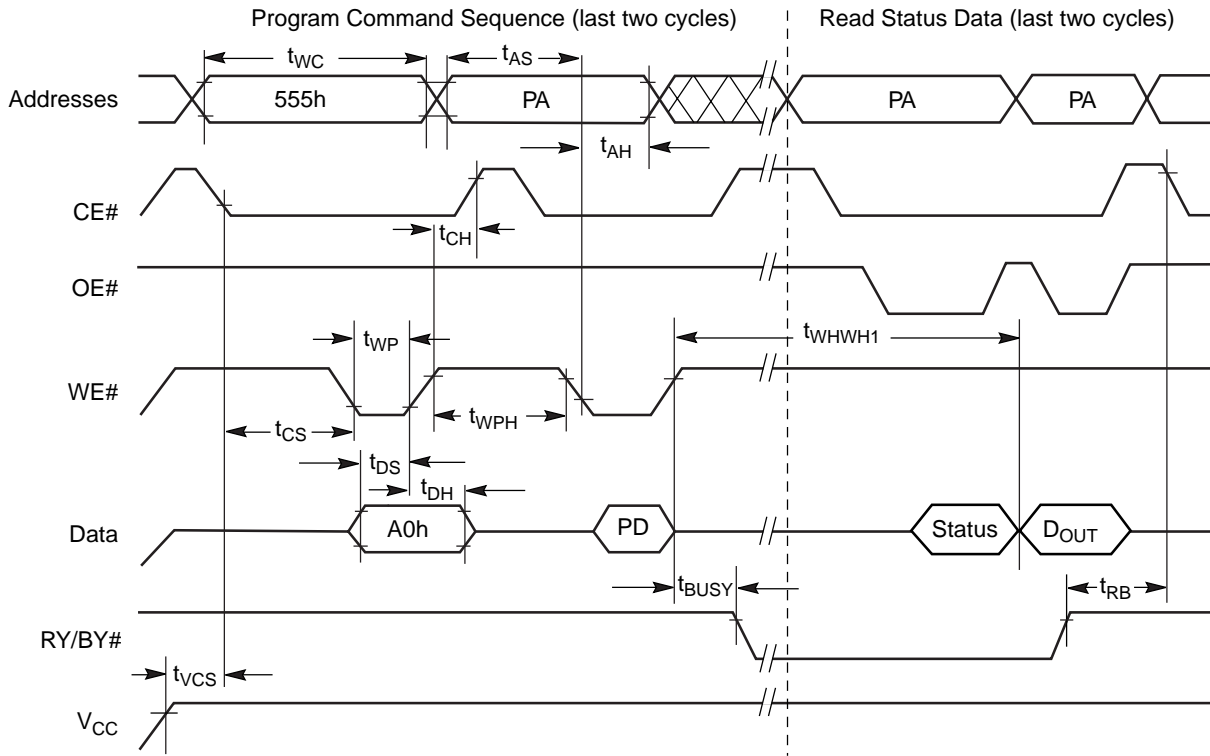 Program Command Sequence (last two cycles)
Read Status Data (last two cycles)
tWC
tAS
Addresses
555h
PA
PA
PA
tAH
CE#
tCH
OE#
tWP
tWHWH1
WE#
tWPH
tCS
tDS
tDH
Data
A0h
PD
Status
DOUT
tBUSY
tRB
RY/BY#
tVCS
VCC